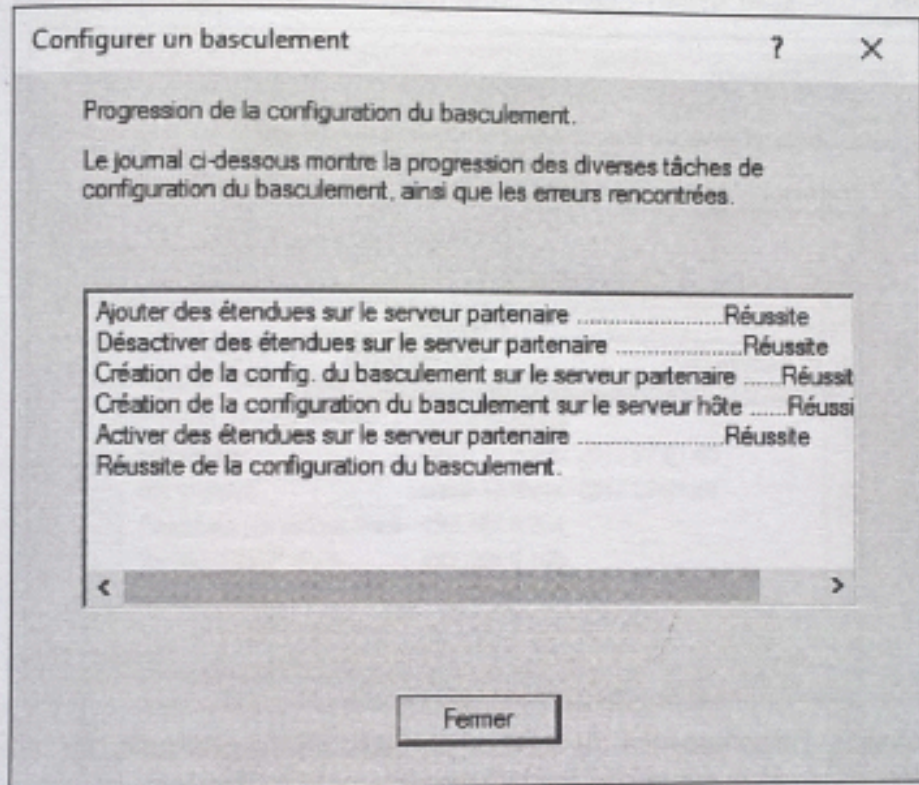 Configurer un basculement
? ×
Progression de la configuration du basculement.
Le journal ci-dessous montre la progression des diverses tâches de
configuration du basculement, ainsi que les erreurs rencontrées.
Ajouter des étendues sur le serveur partenaire ........................Réussite
Désactiver des étendues sur le serveur partenaire .....................Réussite
Création de la config. du basculement sur le serveur partenaire ......Réussit
Création de la configuration du basculement sur le serveur hôte ......Réussi
Activer des étendues sur le serveur partenaire ........................Réussite
Réussite de la configuration du basculement.
< >
Fermer